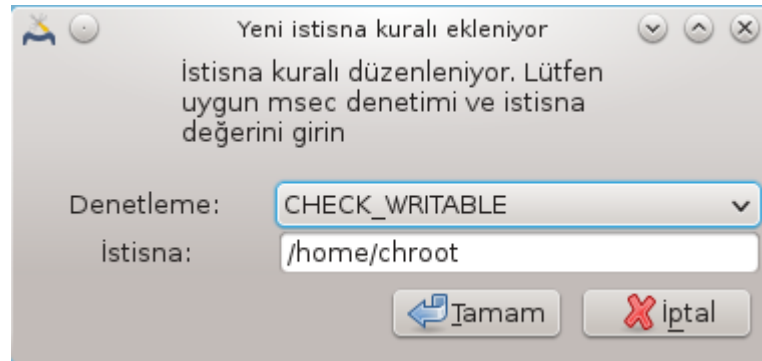 Yeni istisna kuralı ekleniyor
İstisna kuralı düzenleniyor. Lütfen
uygun msec denetimi ve istisna
değerini girin
Denetleme: CHECK_WRITABLE
İstisna: /home/chroot
Tamam İptal